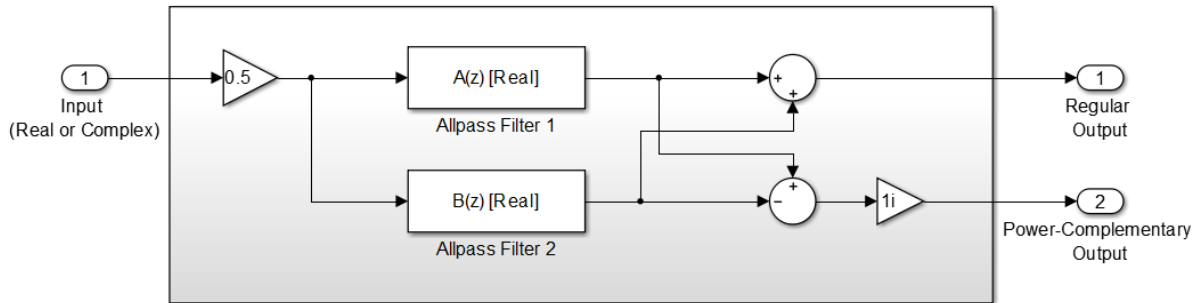 1
Input
(Real or Complex)
0.5
A(z) [Real]
Allpass Filter 1
B(z) [Real]
Allpass Filter 2
+
+
+
−
1i
1
Regular
Output
2
Power-Complementary
Output